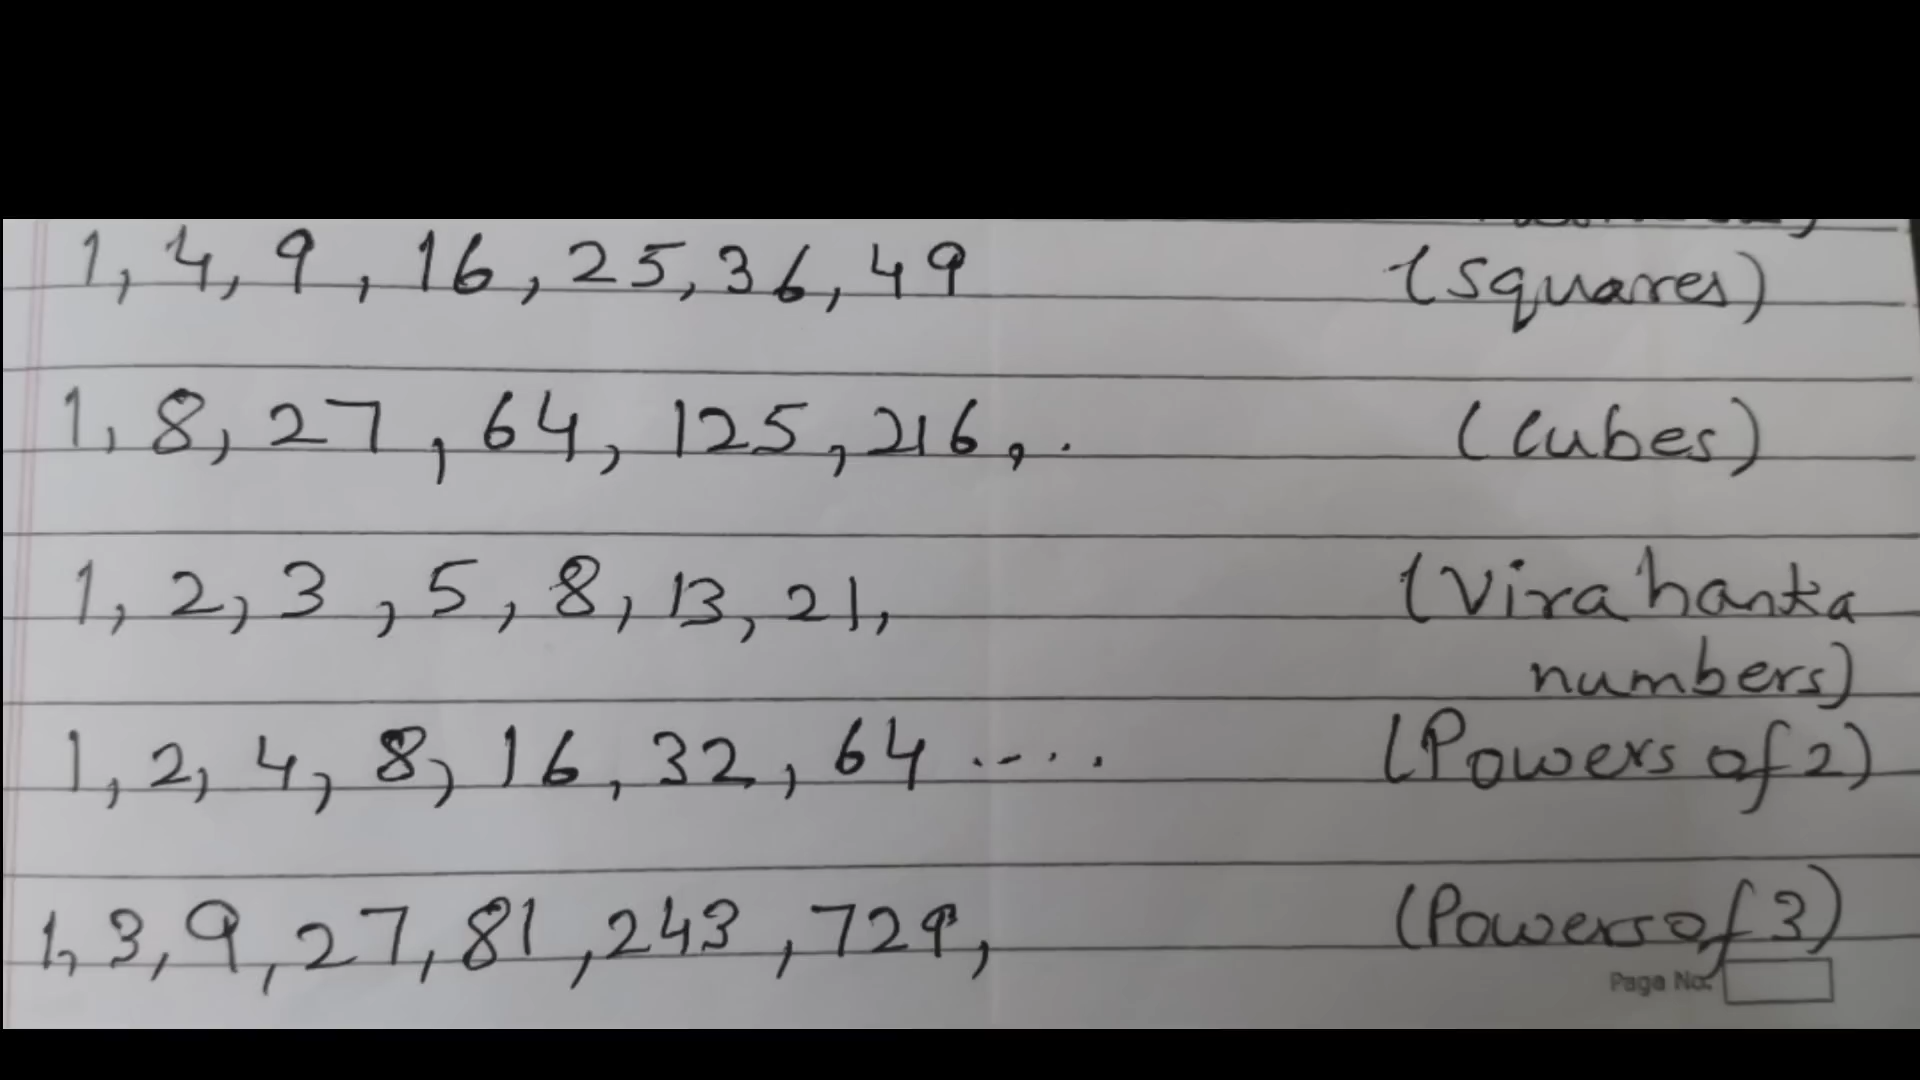 1, 4, 9, 16, 25, 36, 49 (Squares)
1, 8, 27, 64, 125, 216, . (Cubes)
1, 2, 3, 5, 8, 13, 21, (Virahanka
numbers)
1, 2, 4, 8, 16, 32, 64 ..... (Powers of 2)
1, 3, 9, 27, 81, 243, 729, (Powers of 3)
Page No: